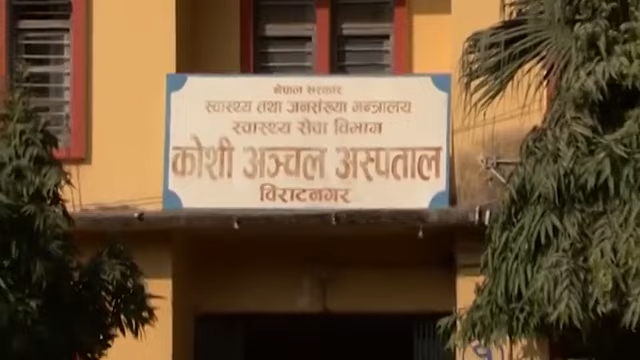 नेपाल सरकार
स्वास्थ्य तथा जनसंख्या मन्त्रालय
स्वास्थ्य सेवा विभाग
कोशी अञ्चल अस्पताल
विराटनगर